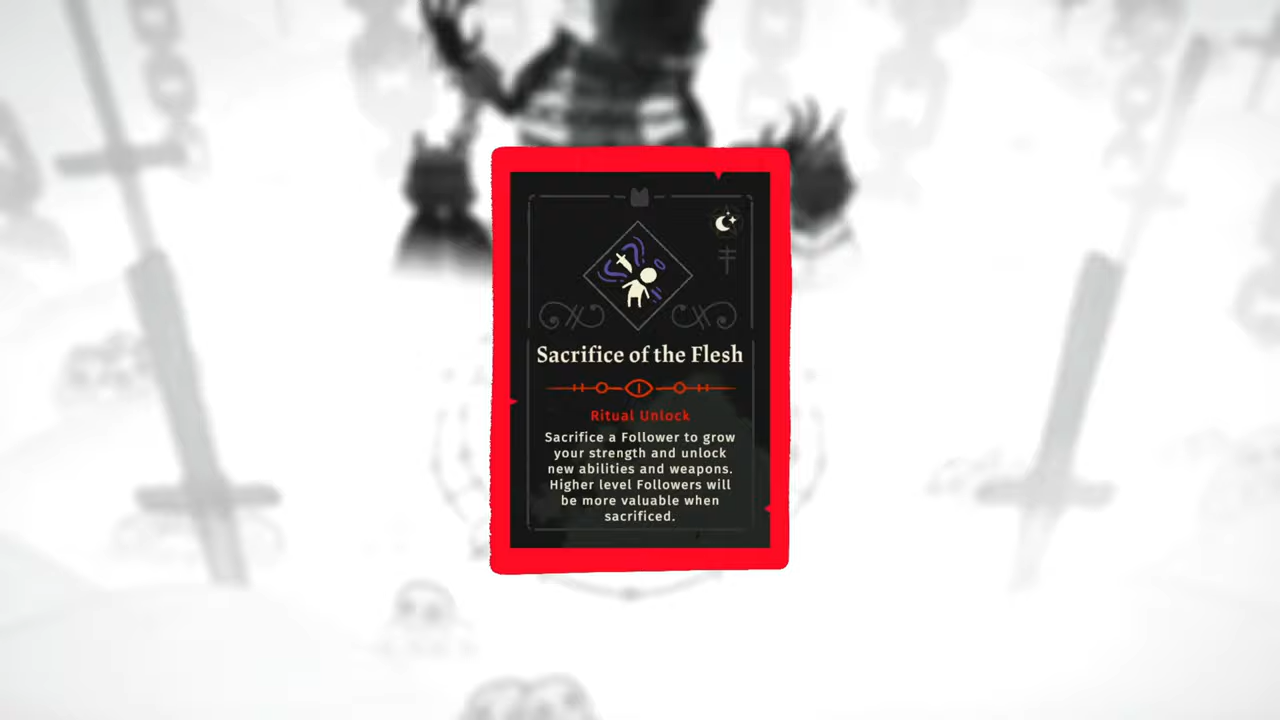 Sacrifice of the Flesh
Ritual Unlock
Sacrifice a Follower to grow
your strength and unlock
new abilities and weapons.
Higher level Followers will
be more valuable when
sacrificed.